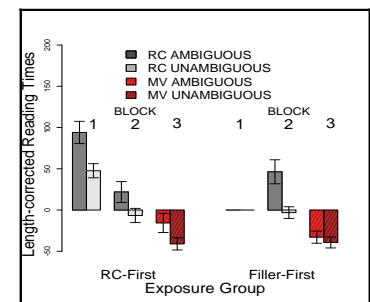 Length-corrected Reading Times
200
150
100
50
0
-50
RC AMBIGUOUS
RC UNAMBIGUOUS
MV AMBIGUOUS
MV UNAMBIGUOUS
BLOCK
1 2 3
BLOCK
1 2 3
RC-First Filler-First
Exposure Group